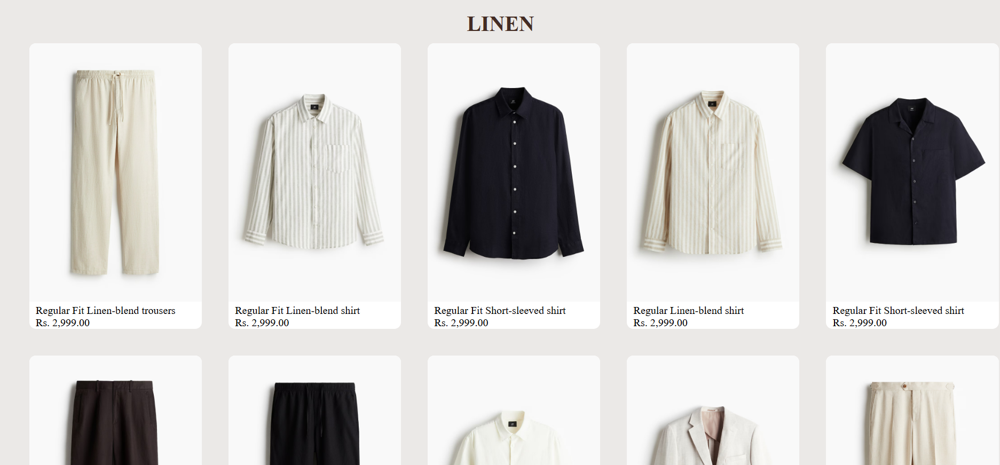 LINEN
Regular Fit Linen-blend trousers
Rs. 2,999.00
Regular Fit Linen-blend shirt
Rs. 2,999.00
Regular Fit Short-sleeved shirt
Rs. 2,999.00
Regular Linen-blend shirt
Rs. 2,999.00
Regular Fit Short-sleeved shirt
Rs. 2,999.00